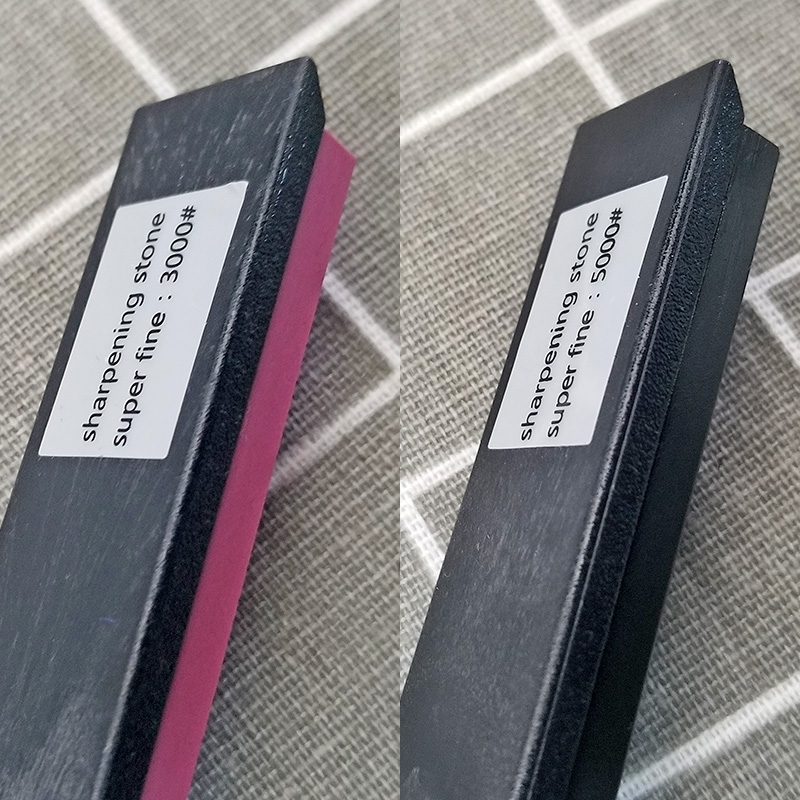 sharpening stone
super fine : 3000#
sharpening stone
super fine : 5000#